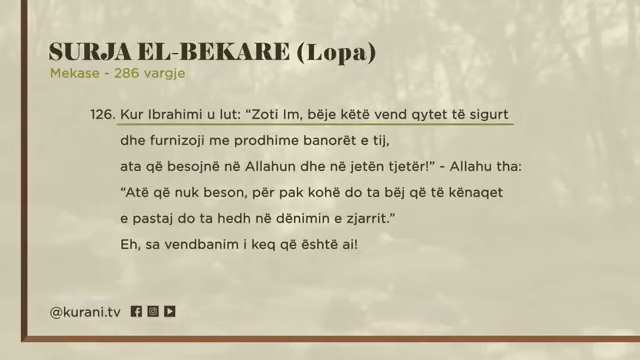 SURJA EL-BEKARE (Lopa)
Mekase - 286 vargje
126. Kur Ibrahimi u lut: “Zoti Im, bëje këtë vend qytet të sigurt
dhe furnizoji me prodhime banorët e tij,
ata që besojnë në Allahun dhe në jetën tjetër!” - Allahu tha:
“Atë që nuk beson, për pak kohë do ta bëj që të kënaqet
e pastaj do ta hedh në dënimin e zjarrit.”
Eh, sa vendbanim i keq që është ai!
@kurani.tv